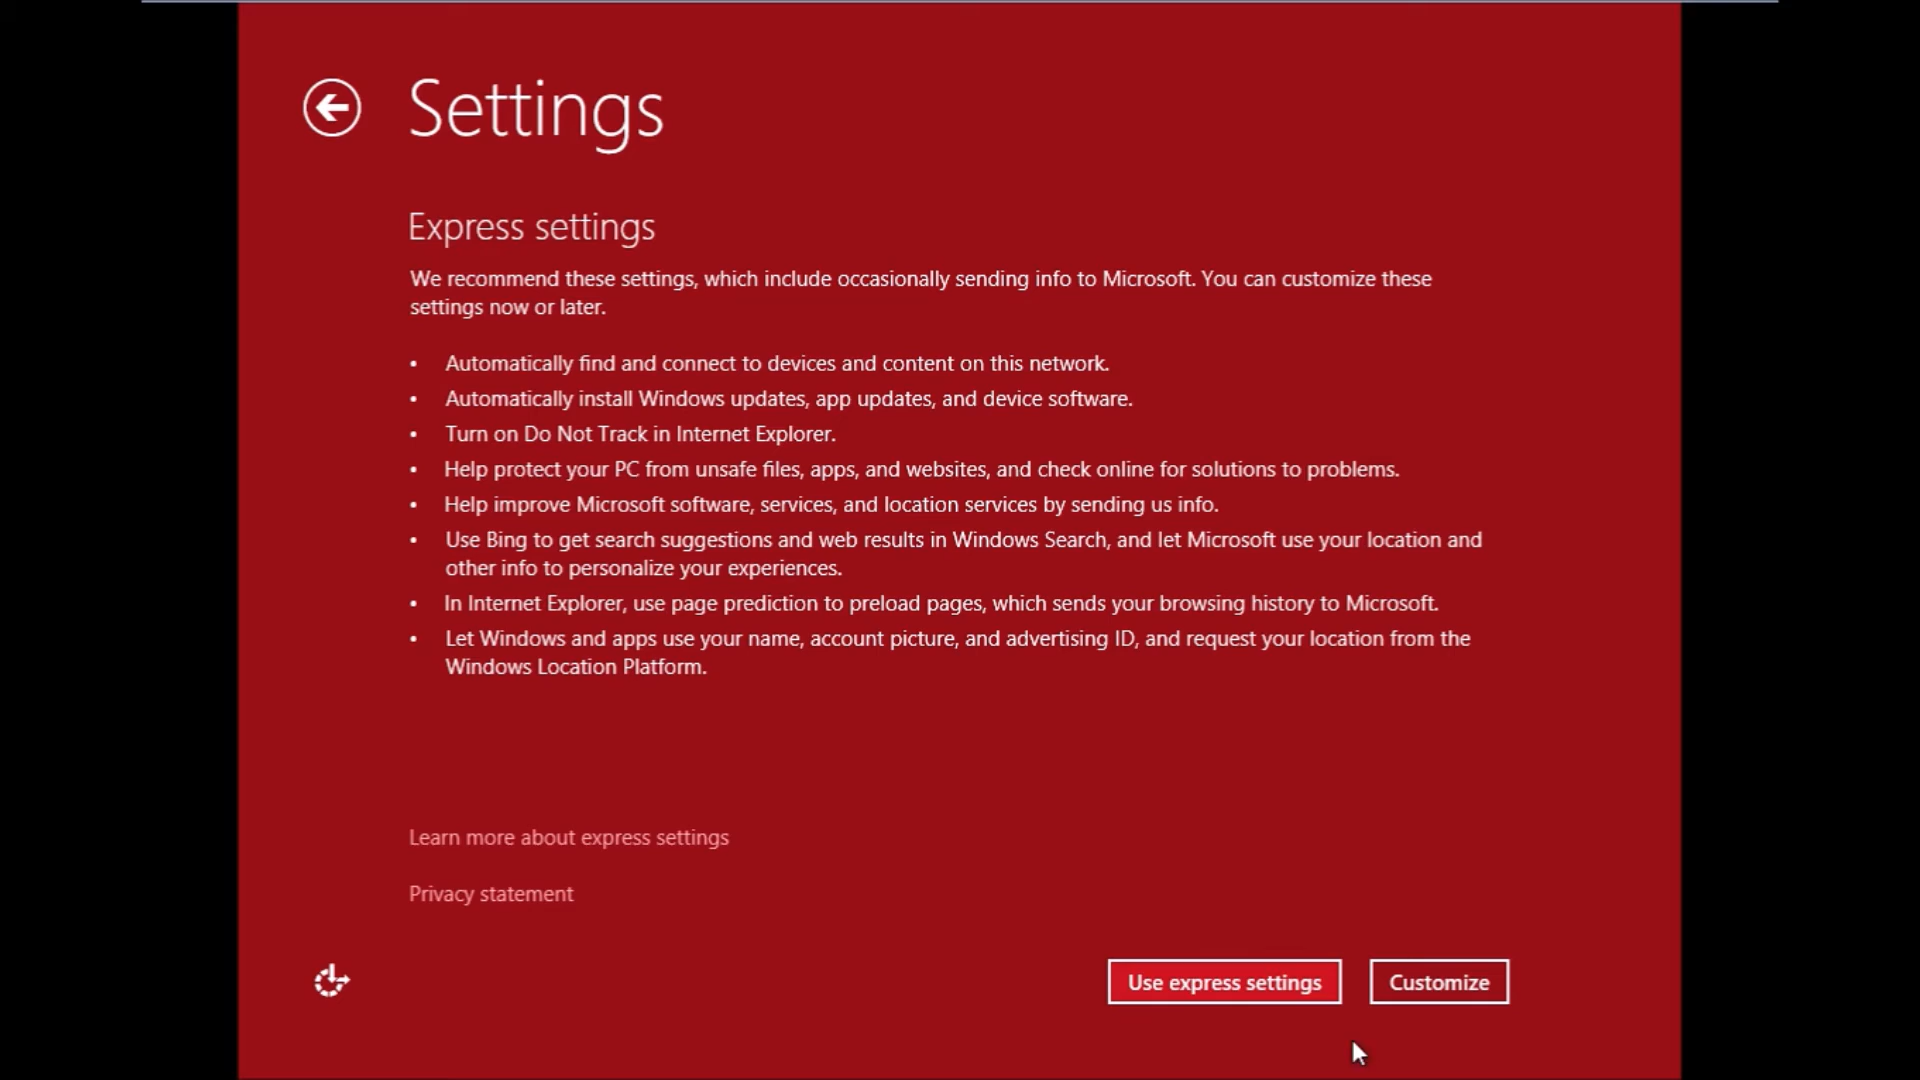 Settings
Express settings
We recommend these settings, which include occasionally sending info to Microsoft. You can customize these
settings now or later.
• Automatically find and connect to devices and content on this network.
• Automatically install Windows updates, app updates, and device software.
• Turn on Do Not Track in Internet Explorer.
• Help protect your PC from unsafe files, apps, and websites, and check online for solutions to problems.
• Help improve Microsoft software, services, and location services by sending us info.
• Use Bing to get search suggestions and web results in Windows Search, and let Microsoft use your location and
other info to personalize your experiences.
• In Internet Explorer, use page prediction to preload pages, which sends your browsing history to Microsoft.
• Let Windows and apps use your name, account picture, and advertising ID, and request your location from the
Windows Location Platform.
Learn more about express settings
Privacy statement
Use express settings
Customize